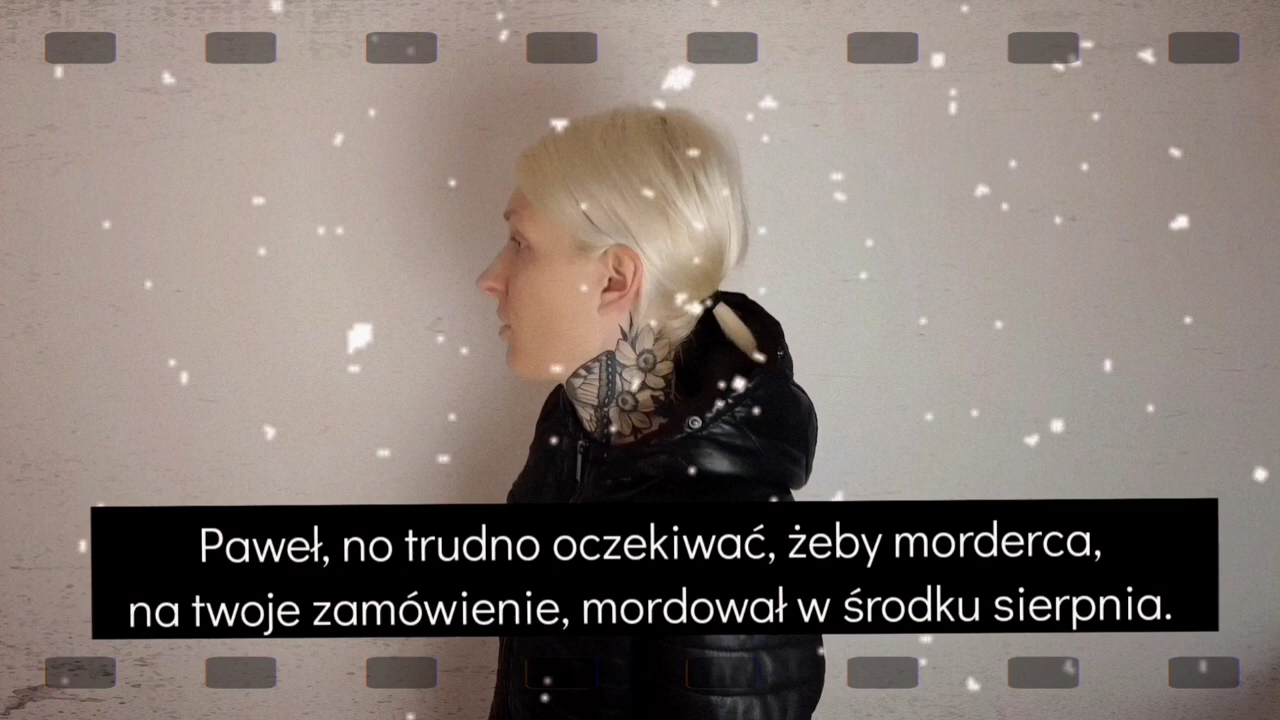 Paweł, no trudno oczekiwać, żeby morderca,
na twoje zamówienie, mordował w środku sierpnia.